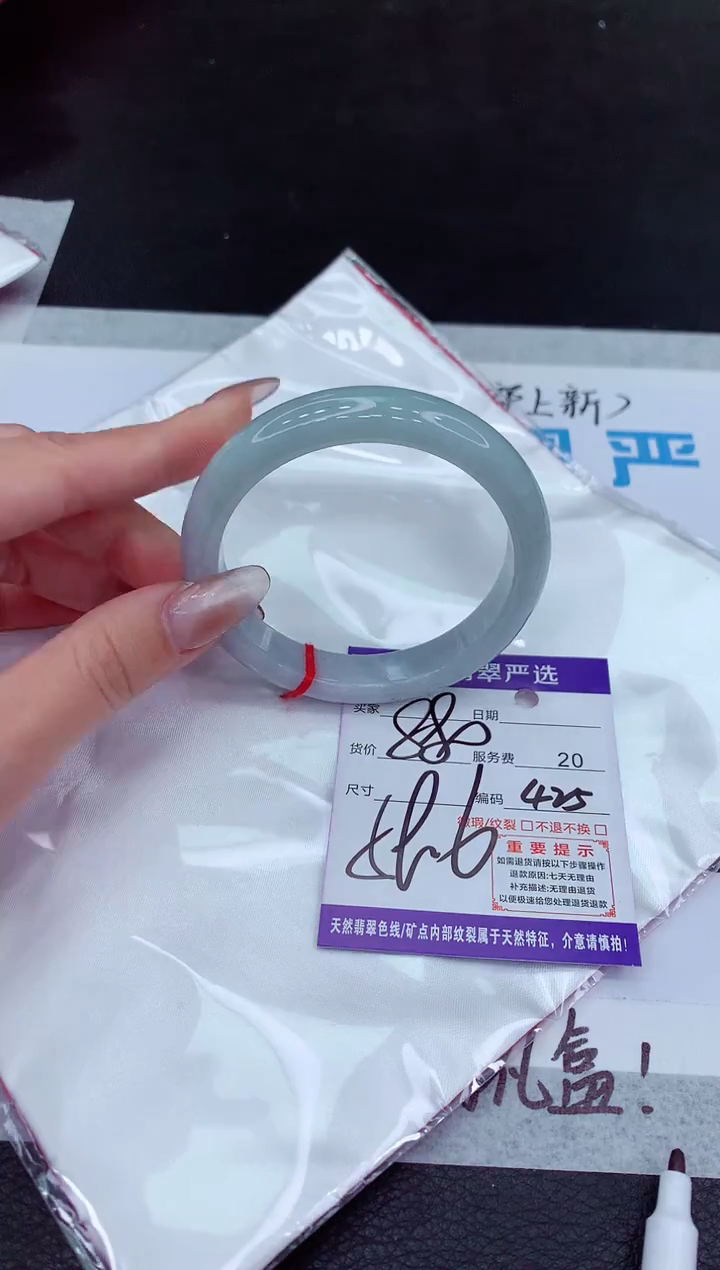 上新
严
翠严选
买家 日期
货价 880 服务费 20
尺寸 编码 425
微瑕/纹裂 □ 不退不换 □
重要提示
如需退货请按以下步骤操作
退款原因:七天无理由
补充描述:无理由退货
以便极速给您处理退货退款
天然翡翠色线/矿点内部纹裂属于天然特征，介意请慎拍！
礼盒!